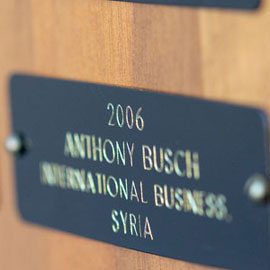 2006
ANTHONY BUSCH
INTERNATIONAL BUSINESS.
SYRIA